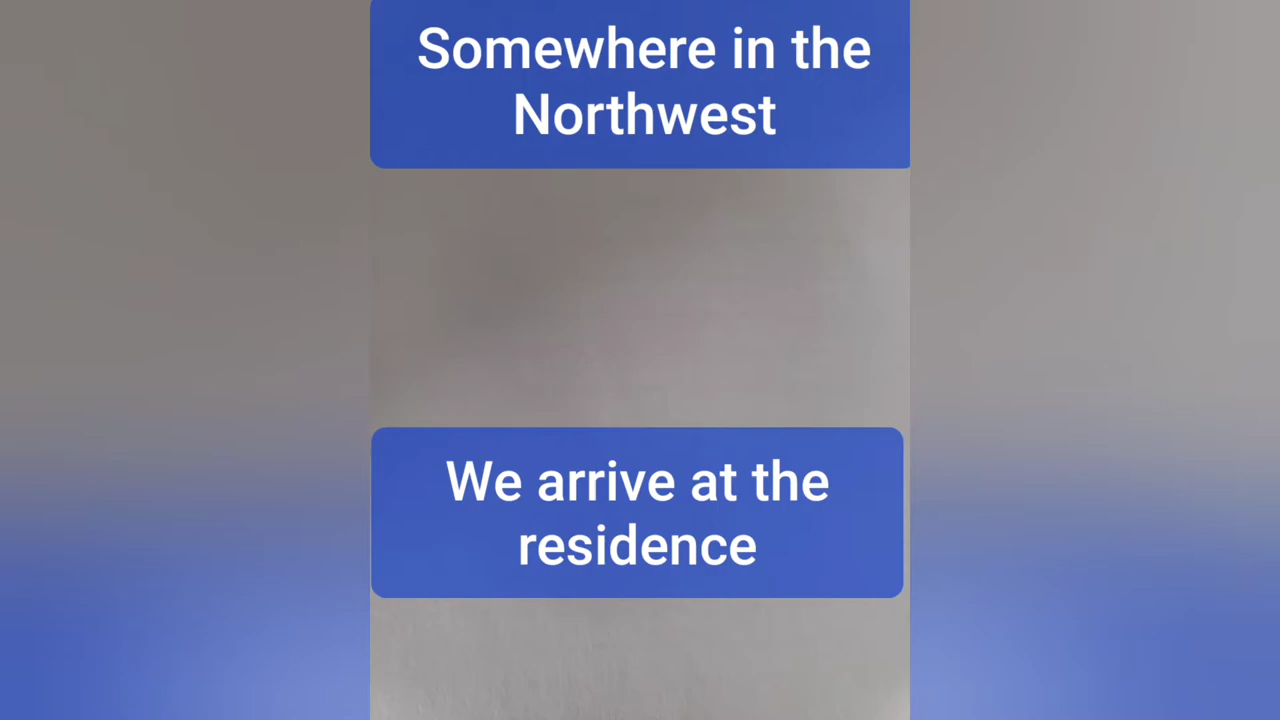 Somewhere in the
Northwest
We arrive at the
residence